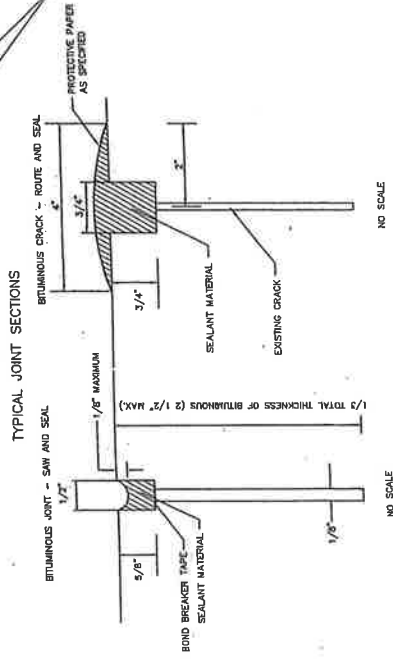 TYPICAL JOINT SECTIONS
BITUMINOUS JOINT - SAW AND SEAL
1/2"
1/8" MAXIMUM
5/8"
BOND BREAKER TAPE
SEALANT MATERIAL
1/3 TOTAL THICKNESS OF BITUMINOUS (2 1/2" MAX.)
1/8"
NO SCALE
BITUMINOUS CRACK - ROUTE AND SEAL
4"
3/4"
PROTECTIVE PAPER
AS SPECIFIED
2"
3/4"
SEALANT MATERIAL
EXISTING CRACK
NO SCALE